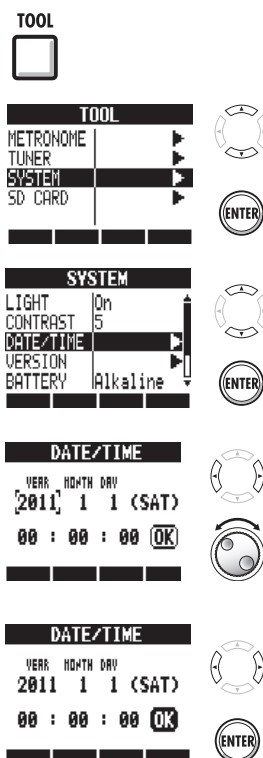 TOOL
TOOL
METRONOME
TUNER
SYSTEM
SD CARD
ENTER
SYSTEM
LIGHT On
CONTRAST 5
DATE/TIME
VERSION
BATTERY Alkaline
ENTER
DATE/TIME
YEAR MONTH DAY
2011 1 1 (SAT)
00 : 00 : 00 OK
DATE/TIME
YEAR MONTH DAY
2011 1 1 (SAT)
00 : 00 : 00 OK
ENTER